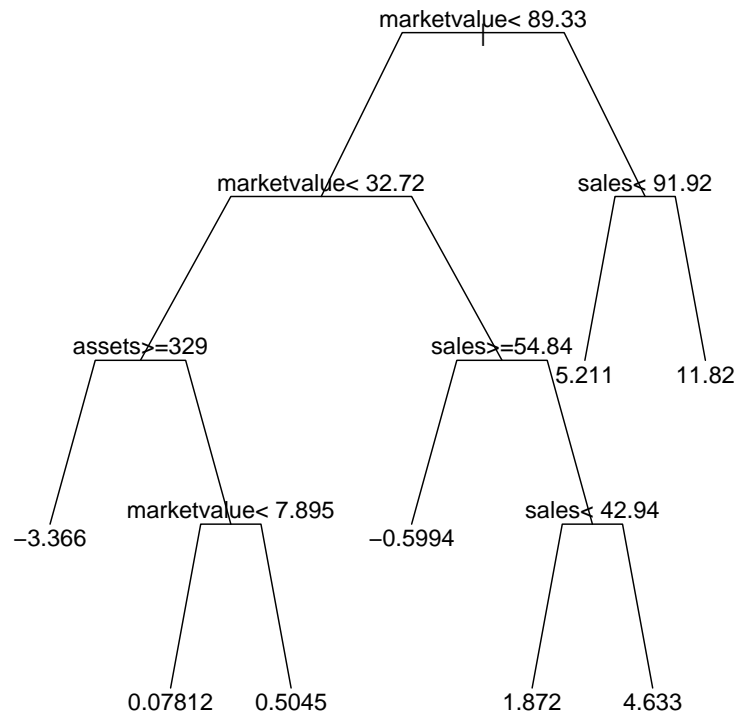 marketvalue< 89.33
marketvalue< 32.72
sales< 91.92
assets>=329
sales>=54.84
5.211
11.82
marketvalue< 7.895
sales< 42.94
−3.366
−0.5994
0.07812
0.5045
1.872
4.633